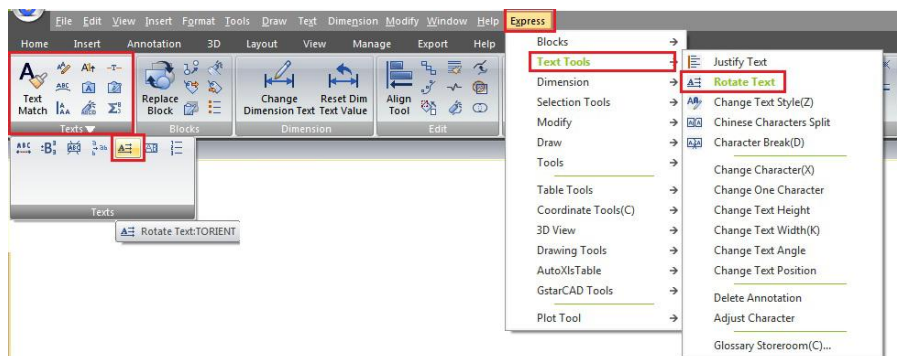 File Edit View Insert Format Tools Draw Text Dimension Modify Window Help Express
Home Insert Annotation 3D Layout View Manage Export Help
Text Match
Replace Block
Change Dimension Text
Reset Dim Text Value
Align Tool
Texts Blocks Dimension Edit
Texts
Rotate Text:TORIENT
Blocks
Text Tools
Dimension
Selection Tools
Modify
Draw
Tools
Table Tools
Coordinate Tools(C)
3D View
Drawing Tools
AutoXlsTable
GstarCAD Tools
Plot Tool
Justify Text
Rotate Text
Change Text Style(Z)
Chinese Characters Split
Character Break(D)
Change Character(X)
Change One Character
Change Text Height
Change Text Width(K)
Change Text Angle
Change Text Position
Delete Annotation
Adjust Character
Glossary Storeroom(C)...